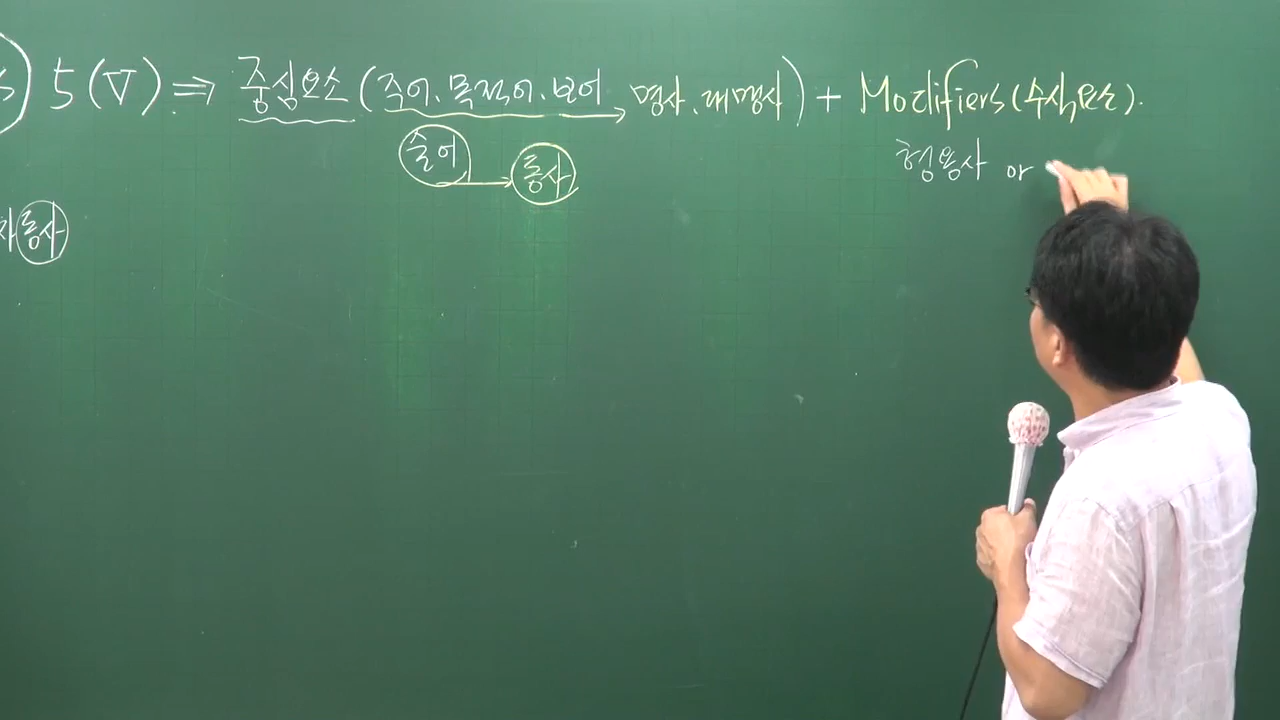 5(▽) ⇒ 중심요소(주어.목적어.보어 → 명사.대명사) + Modifiers(수식요소).
술어 → 동사
형용사 or
동사